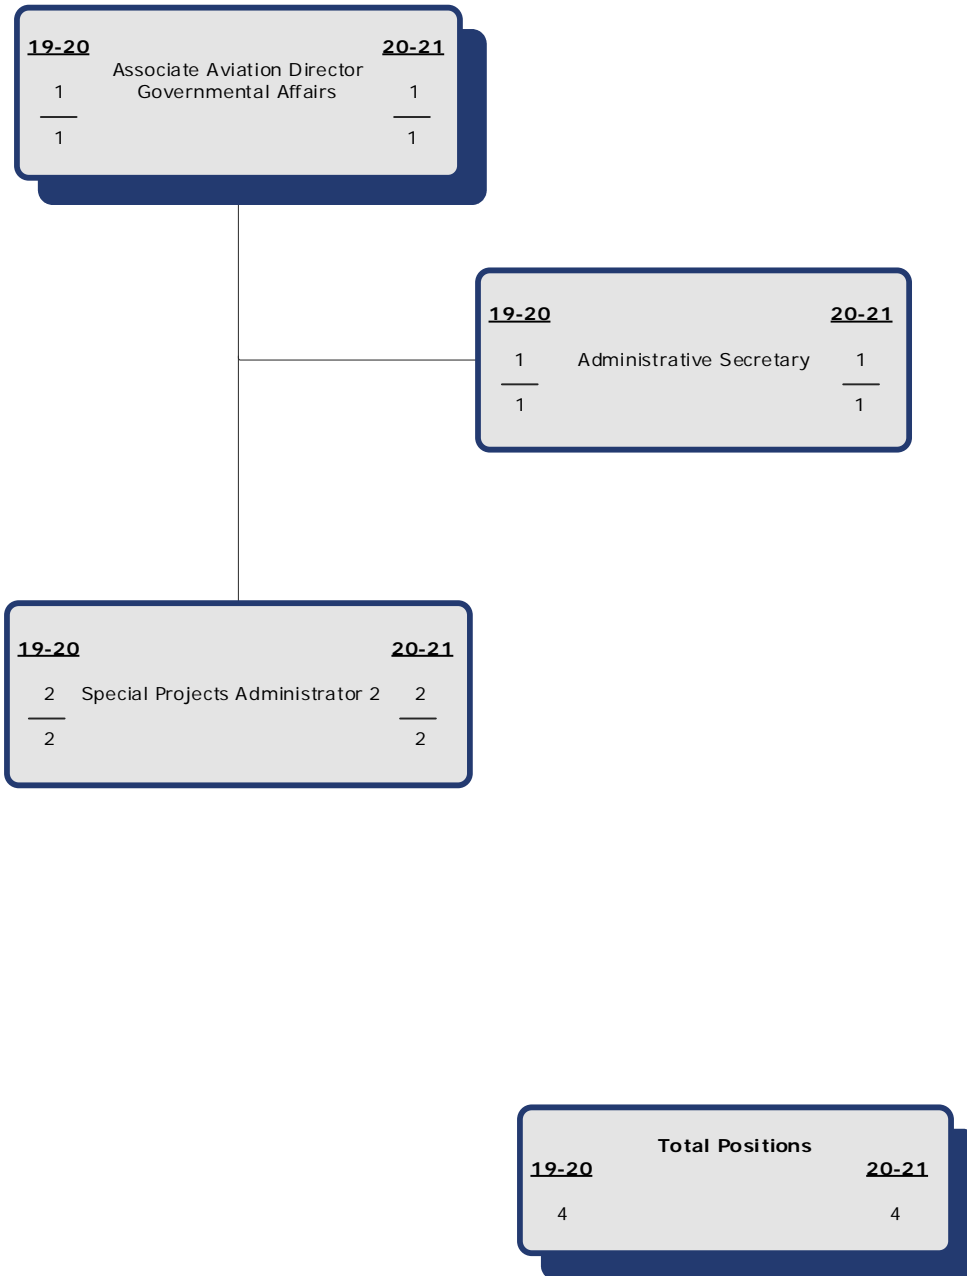 19-20 20-21
Associate Aviation Director
1 Governmental Affairs 1
1 1
19-20 20-21
1 Administrative Secretary 1
1 1
19-20 20-21
2 Special Projects Administrator 2 2
2 2
Total Positions
19-20 20-21
4 4